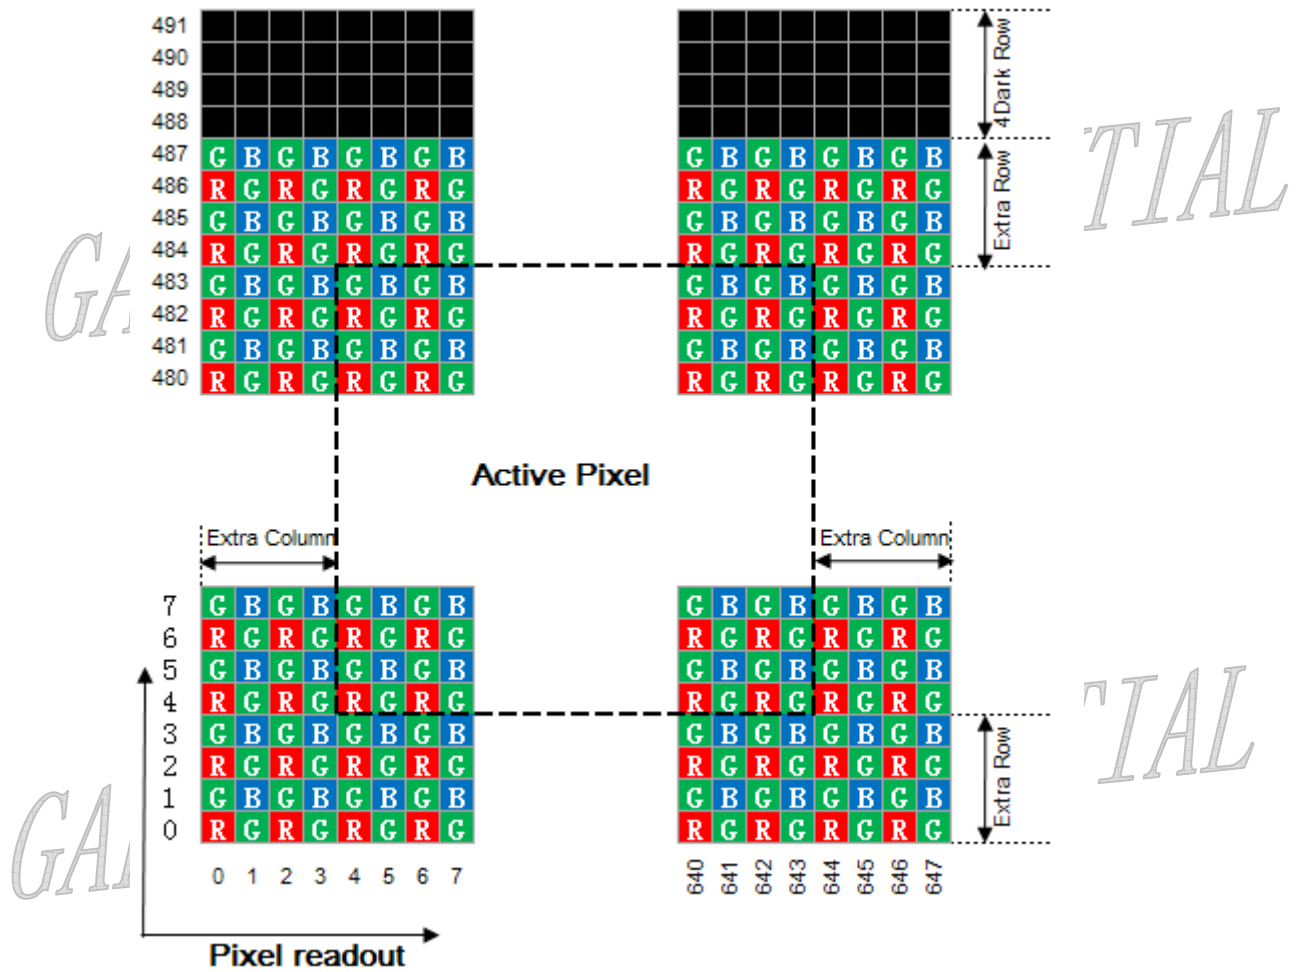 491
490
489
488
487 G B G B G B G B G B G B G B G B
486 R G R G R G R G R G R G R G R G
485 G B G B G B G B G B G B G B G B
484 R G R G R G R G R G R G R G R G
483 G B G B G B G B G B G B G B G B
482 R G R G R G R G R G R G R G R G
481 G B G B G B G B G B G B G B G B
480 R G R G R G R G R G R G R G R G
4Dark Row
Extra Row
TIAL
GA
Active Pixel
Extra Column Extra Column
7 G B G B G B G B G B G B G B G B
6 R G R G R G R G R G R G R G R G
5 G B G B G B G B G B G B G B G B
4 R G R G R G R G R G R G R G R G
3 G B G B G B G B G B G B G B G B
2 R G R G R G R G R G R G R G R G
1 G B G B G B G B G B G B G B G B
0 R G R G R G R G R G R G R G R G
Extra Row
TIAL
GAL
0 1 2 3 4 5 6 7 640 641 642 643 644 645 646 647
Pixel readout